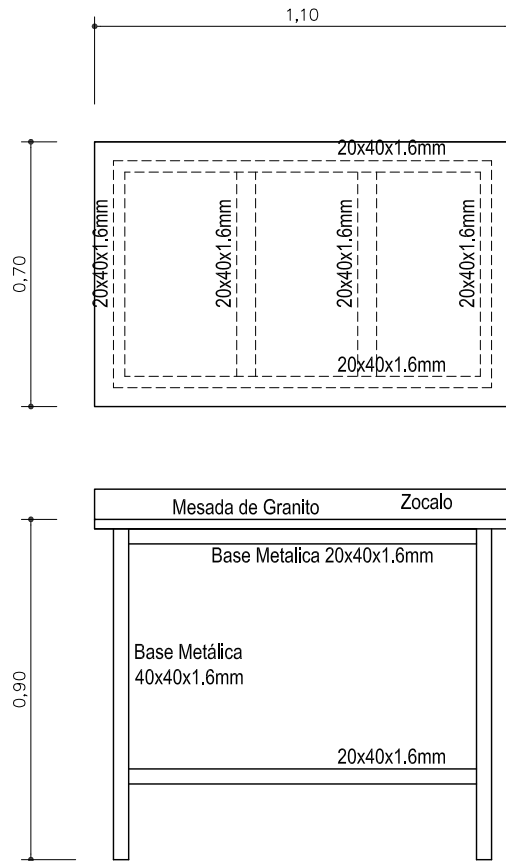 1,10
20x40x1.6mm
0,70
20x40x1.6mm
20x40x1.6mm
20x40x1.6mm
20x40x1.6mm
20x40x1.6mm
Mesada de Granito
Zocalo
Base Metalica 20x40x1.6mm
Base Metálica
40x40x1.6mm
0,90
20x40x1.6mm